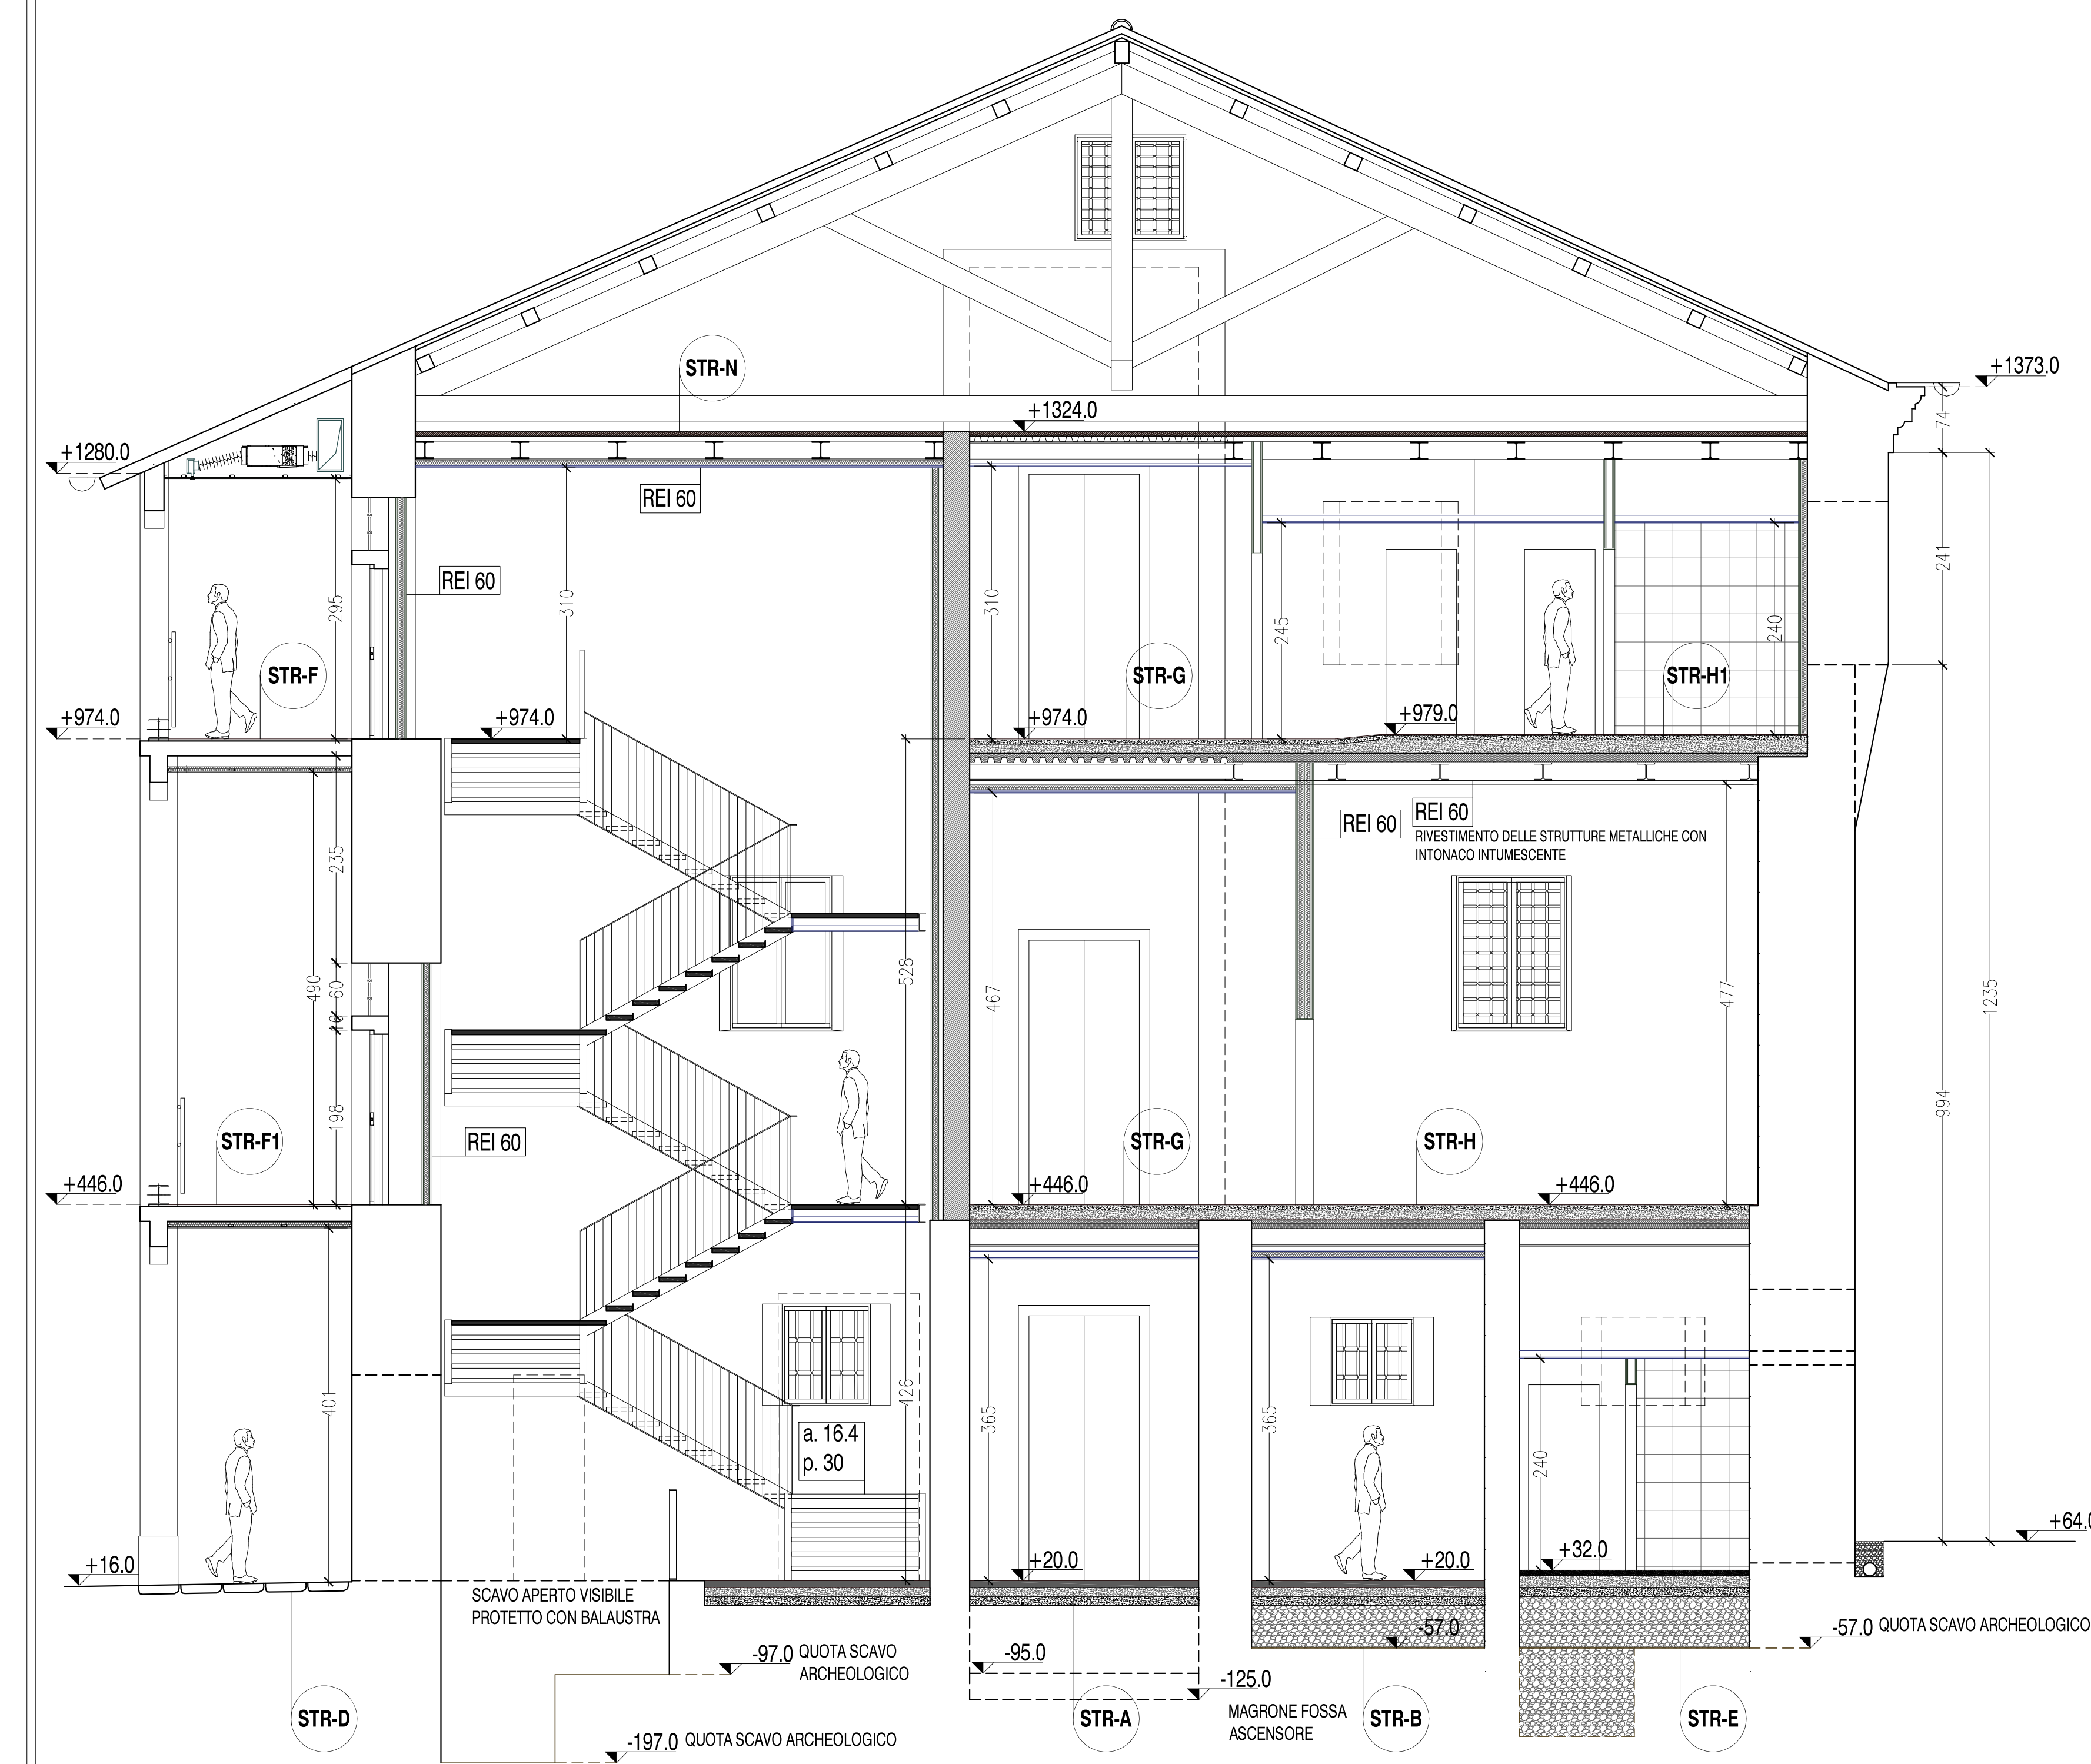 +1373.0
STR-N
+1324.0
74
+1280.0
REI 60
REI 60
295
310
310
245
240
241
STR-F
STR-G
STR-H1
+974.0
+974.0
+974.0
+979.0
REI 60
REI 60
RIVESTIMENTO DELLE STRUTTURE METALLICHE CON
INTONACO INTUMESCENTE
235
490
60
198
528
467
477
1235
994
STR-F1
REI 60
STR-G
STR-H
+446.0
+446.0
+446.0
401
426
365
365
240
a. 16.4
p. 30
+16.0
+20.0
+20.0
+32.0
+64.0
SCAVO APERTO VISIBILE
PROTETTO CON BALAUSTRA
-97.0 QUOTA SCAVO
ARCHEOLOGICO
-95.0
-57.0
-57.0 QUOTA SCAVO ARCHEOLOGICO
-125.0
MAGRONE FOSSA
ASCENSORE
STR-D
STR-A
STR-B
STR-E
-197.0 QUOTA SCAVO ARCHEOLOGICO